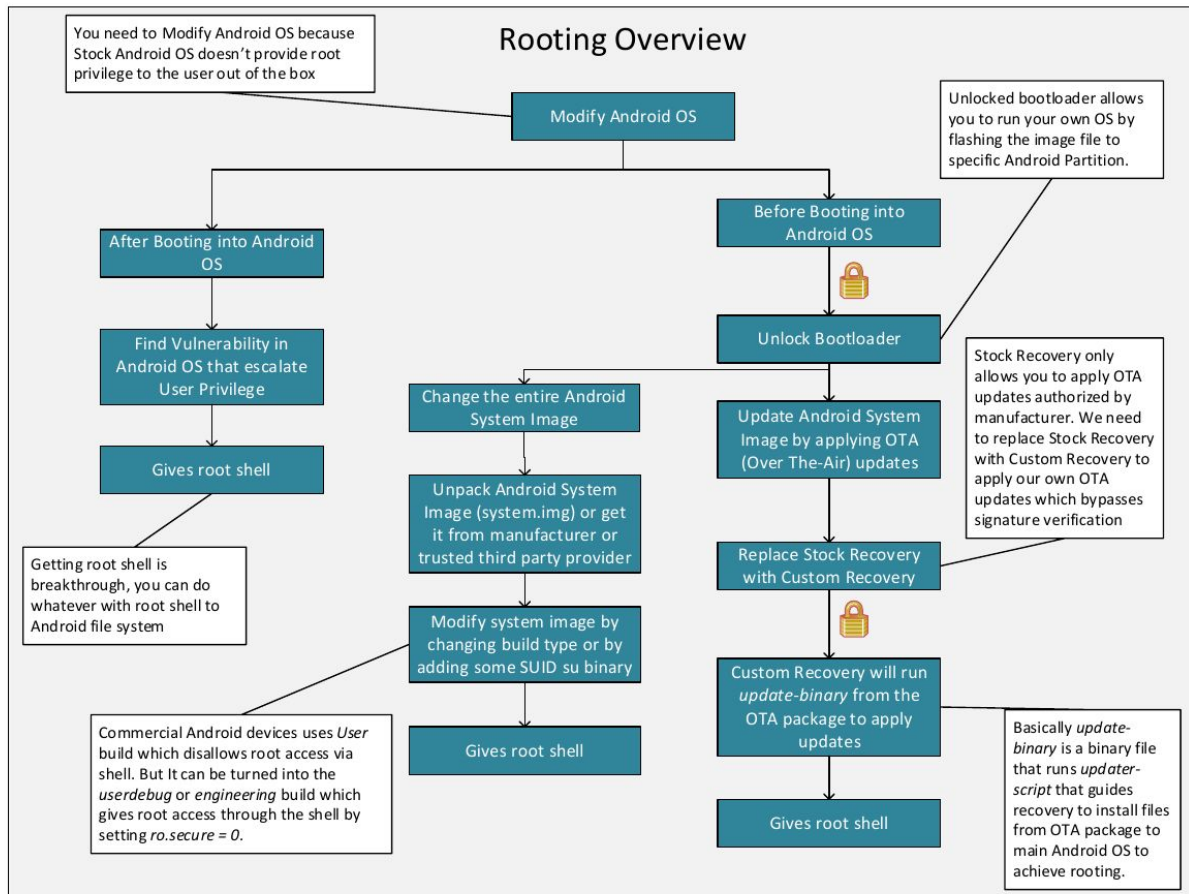 You need to Modify Android OS because
Stock Android OS doesn't provide root
privilege to the user out of the box
Rooting Overview
Modify Android OS
Unlocked bootloader allows
you to run your own OS by
flashing the image file to
specific Android Partition.
After Booting into Android
OS
Before Booting into
Android OS
Find Vulnerability in
Android OS that escalate
User Privilege
Unlock Bootloader
Gives root shell
Getting root shell is
breakthrough, you can do
whatever with root shell to
Android file system
Change the entire Android
System Image
Update Android System
Image by applying OTA
(Over The-Air) updates
Stock Recovery only
allows you to apply OTA
updates authorized by
manufacturer. We need
to replace Stock Recovery
with Custom Recovery to
apply our own OTA
updates which bypasses
signature verification
Unpack Android System
Image (system.img) or get
it from manufacturer or
trusted third party provider
Replace Stock Recovery
with Custom Recovery
Modify system image by
changing build type or by
adding some SUID su binary
Custom Recovery will run
update-binary from the
OTA package to apply
updates
Commercial Android devices uses User
build which disallows root access via
shell. But It can be turned into the
userdebug or engineering build which
gives root access through the shell by
setting ro.secure = 0.
Gives root shell
Gives root shell
Basically update-
binary is a binary file
that runs updater-
script that guides
recovery to install files
from OTA package to
main Android OS to
achieve rooting.